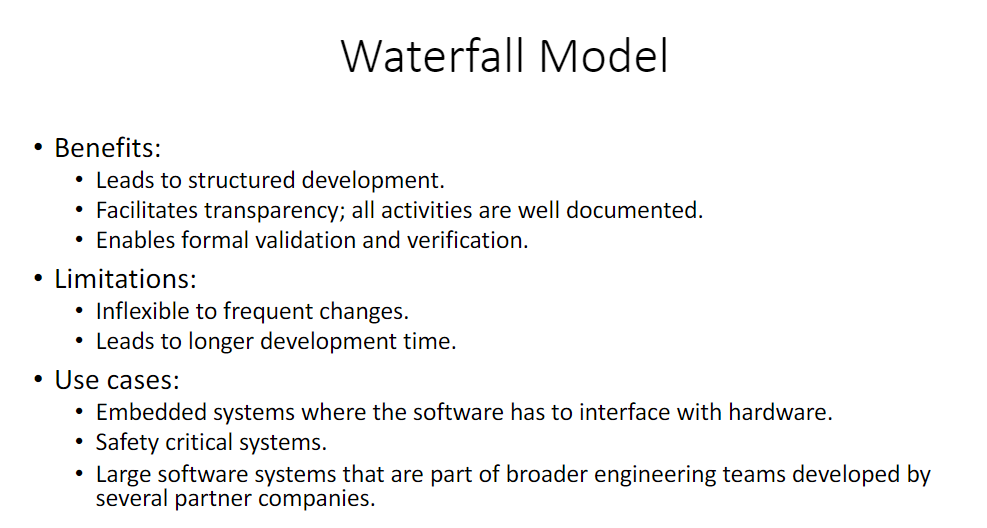 Waterfall Model
• Benefits:
• Leads to structured development.
• Facilitates transparency; all activities are well documented.
• Enables formal validation and verification.
• Limitations:
• Inflexible to frequent changes.
• Leads to longer development time.
• Use cases:
• Embedded systems where the software has to interface with hardware.
• Safety critical systems.
• Large software systems that are part of broader engineering teams developed by
several partner companies.